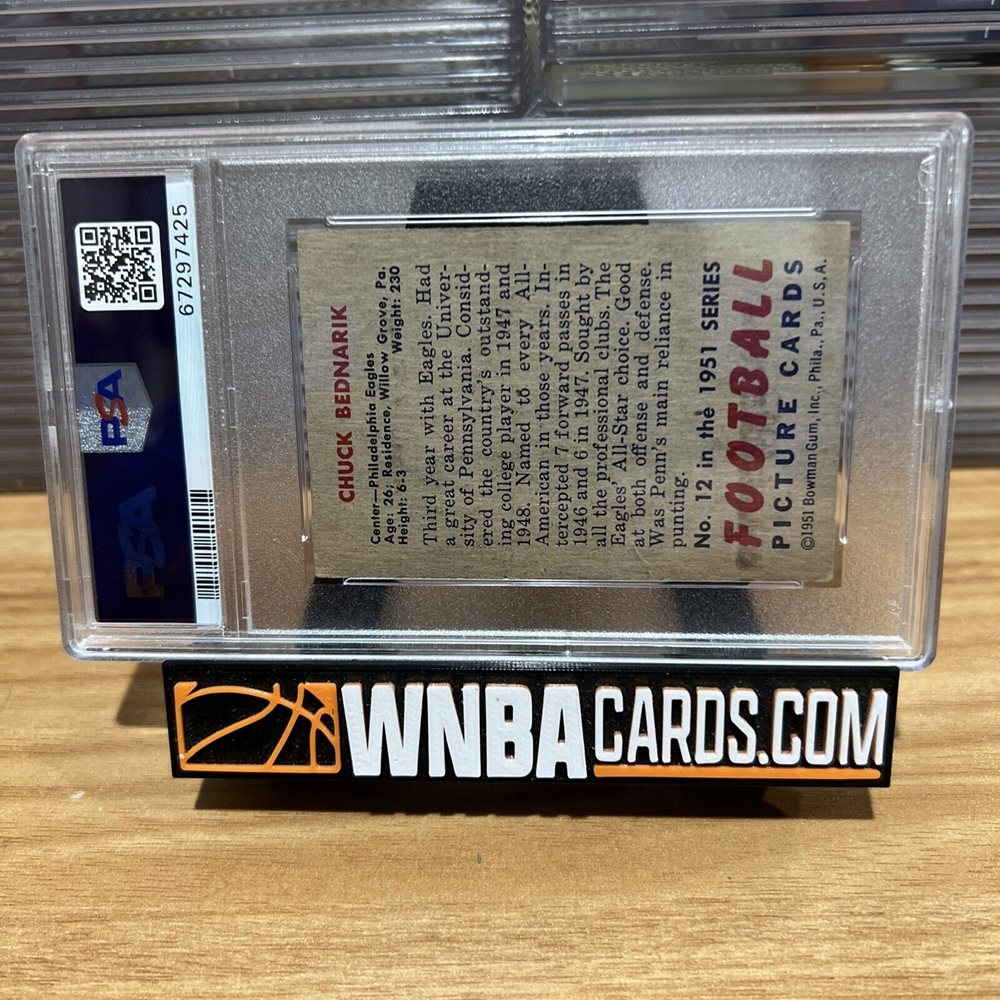 67297425
PSA
PSA
CHUCK BEDNARIK
Center—Philadelphia Eagles
Age: 26, Residence, Willow Grove, Pa.
Height: 6-3 Weight: 230
Third year with Eagles. Had
a great career at the Univer-
sity of Pennsylvania. Consid-
ered the country's outstand-
ing college player in 1947 and
1948. Named to every All-
American in those years. In-
tercepted 7 forward passes in
1946 and 6 in 1947. Sought by
all the professional clubs. The
Eagles' All-Star choice. Good
at both offense and defense.
Was Penn's main reliance in
punting.
No. 12 in the 1951 SERIES
FOOTBALL
PICTURE CARDS
©1951 Bowman Gum, Inc, Phila., Pa., U.S.A.
WNBACARDS.COM